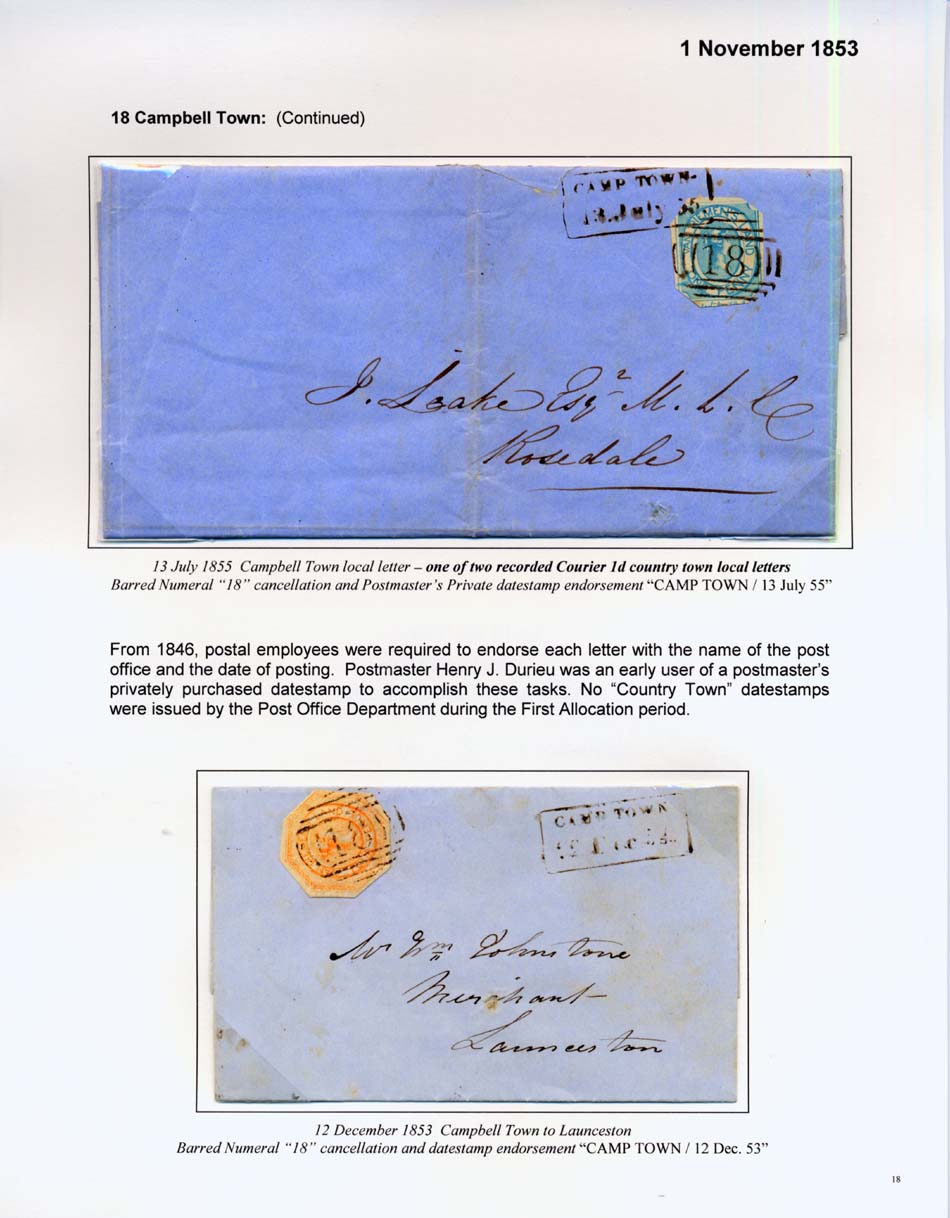 1 November 1853
18 Campbell Town: (Continued)
CAMP TOWN
13. July 55
VAN DIEMENS LAND
18
J. Leake Esqr M. L. C
Rosedale
13 July 1855 Campbell Town local letter – one of two recorded Courier 1d country town local letters
Barred Numeral "18" cancellation and Postmaster's Private datestamp endorsement "CAMP TOWN / 13 July 55"
From 1846, postal employees were required to endorse each letter with the name of the post
office and the date of posting. Postmaster Henry J. Durieu was an early user of a postmaster's
privately purchased datestamp to accomplish these tasks. No "Country Town" datestamps
were issued by the Post Office Department during the First Allocation period.
CAMP TOWN
Mr Wm Johnstone
Merchant
Launceston
12 December 1853 Campbell Town to Launceston
Barred Numeral "18" cancellation and datestamp endorsement "CAMP TOWN / 12 Dec. 53"
18